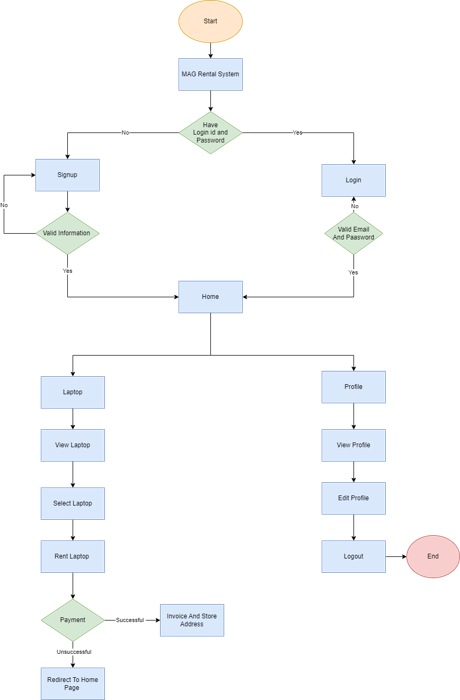 Start
MAG Rental System
Have
Login id and
Password
No
Yes
Signup
Login
No
No
Valid Information
Valid Email
And Paasword
Yes
Yes
Home
Laptop
Profile
View Laptop
View Profile
Select Laptop
Edit Profile
Rent Laptop
Logout
End
Payment
Successful
Invoice And Store
Address
Unsuccessful
Redirect To Home
Page